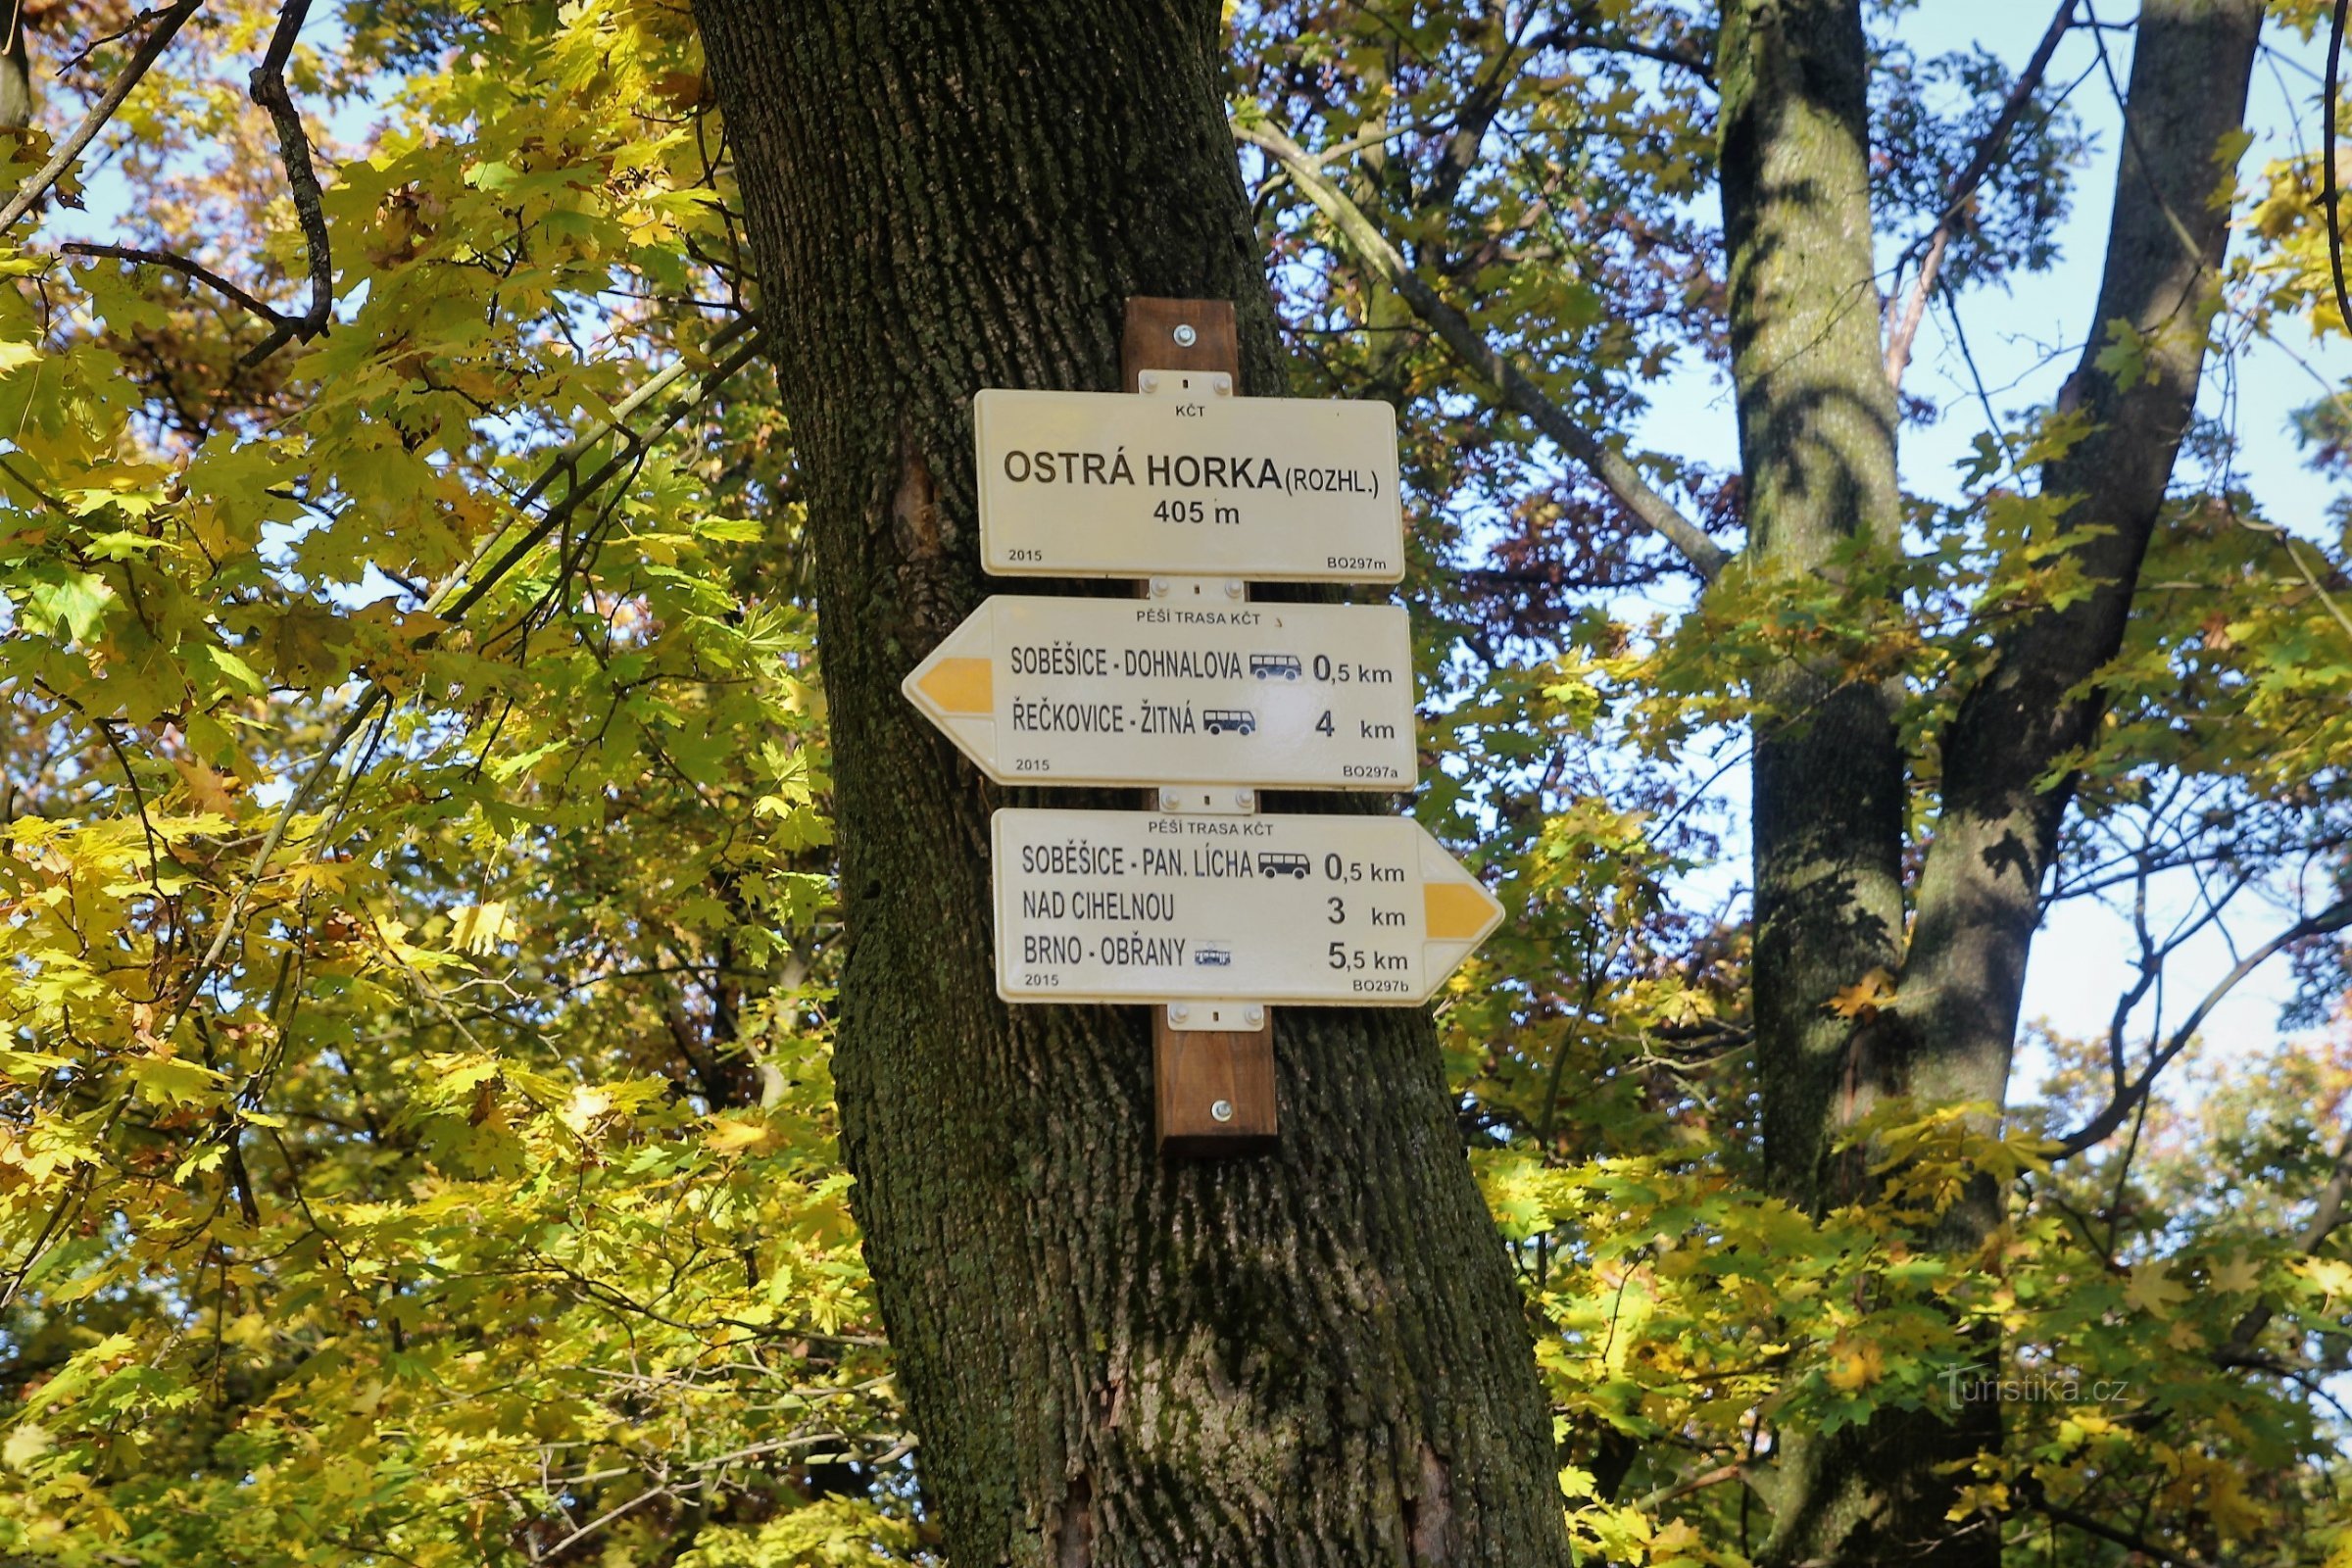 KČT
OSTRÁ HORKA (ROZHL.)
405 m
2015 BO297m
PĚŠÍ TRASA KČT
SOBĚŠICE - DOHNALOVA 0,5 km
ŘEČKOVICE - ŽITNÁ 4 km
2015 BO297a
PĚŠÍ TRASA KČT
SOBĚŠICE - PAN. LÍCHA 0,5 km
NAD CIHELNOU 3 km
BRNO - OBŘANY 5,5 km
2015 BO297b
Turistika.cz